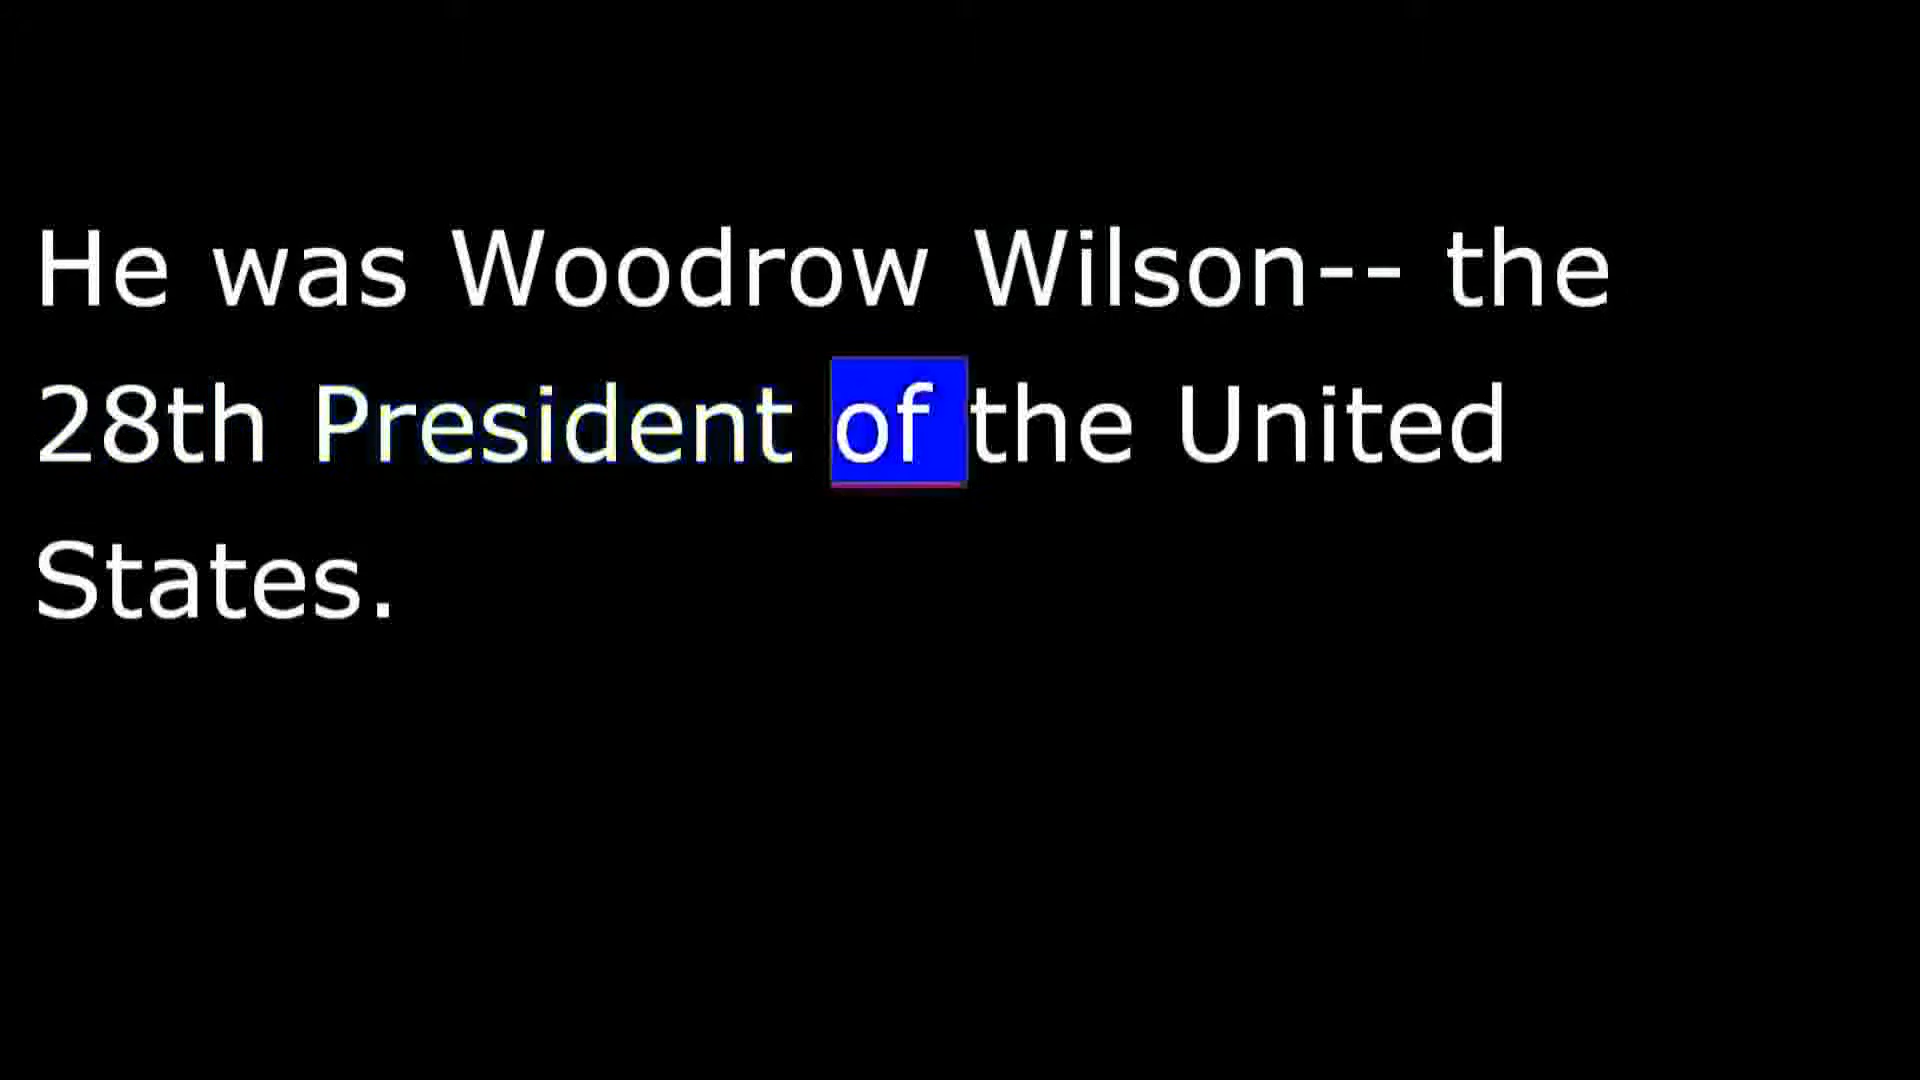 He was Woodrow Wilson-- the
28th President of the United
States.